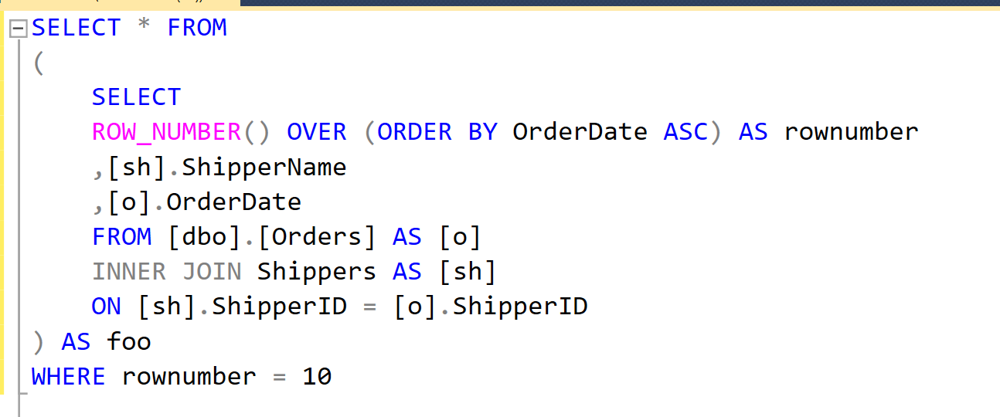 SELECT * FROM
(
SELECT
ROW_NUMBER() OVER (ORDER BY OrderDate ASC) AS rownumber
,[sh].ShipperName
,[o].OrderDate
FROM [dbo].[Orders] AS [o]
INNER JOIN Shippers AS [sh]
ON [sh].ShipperID = [o].ShipperID
) AS foo
WHERE rownumber = 10